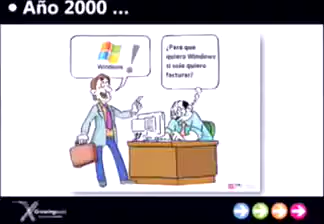 • Año 2000 ...
Windows
!
¿Para que
quiero Windows
si solo quiero
facturar?